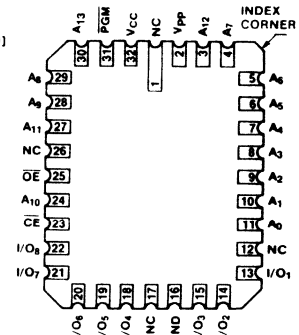 INDEX
CORNER
]
A13 PGM VCC NC VPP A12 A7
30 31 32 1 2 3 4
A8 29 5 A6
A9 28 6 A5
A11 27 7 A4
NC 26 8 A3
OE 25 9 A2
A10 24 10 A1
CE 23 11 A0
I/O8 22 12 NC
I/O7 21 13 I/O1
20 19 18 17 16 15 14
I/O6 I/O5 I/O4 NC ND I/O3 I/O2